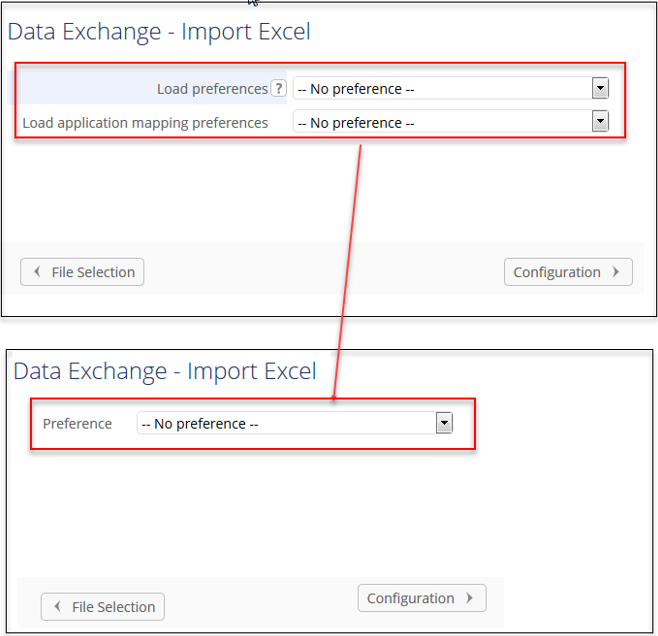 Data Exchange - Import Excel
Load preferences ? -- No preference --
Load application mapping preferences -- No preference --
File Selection Configuration
Data Exchange - Import Excel
Preference -- No preference --
File Selection Configuration